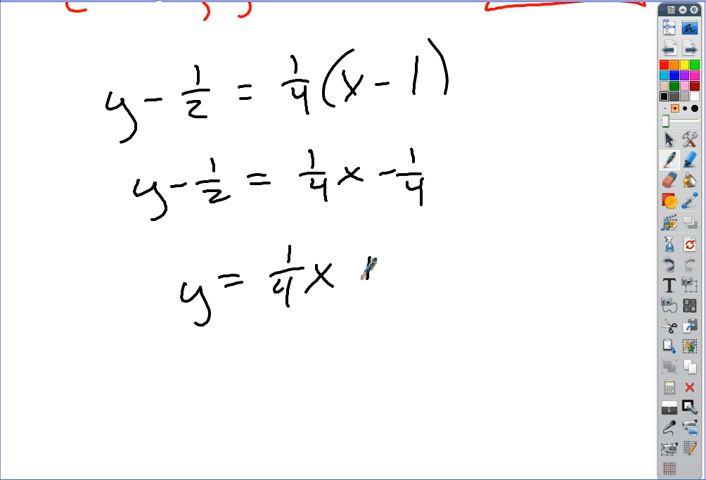 y - 1/2 = 1/4(x - 1)
y - 1/2 = 1/4x - 1/4
y = 1/4x